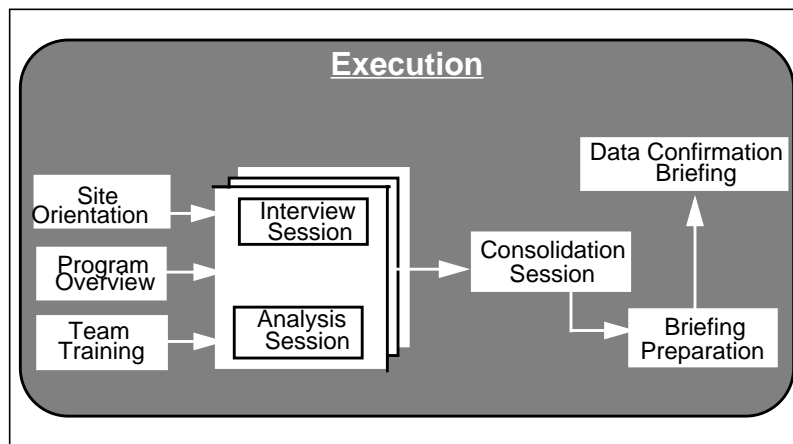 Execution
Site
Orientation
Program
Overview
Team
Training
Interview
Session
Analysis
Session
Consolidation
Session
Briefing
Preparation
Data Confirmation
Briefing